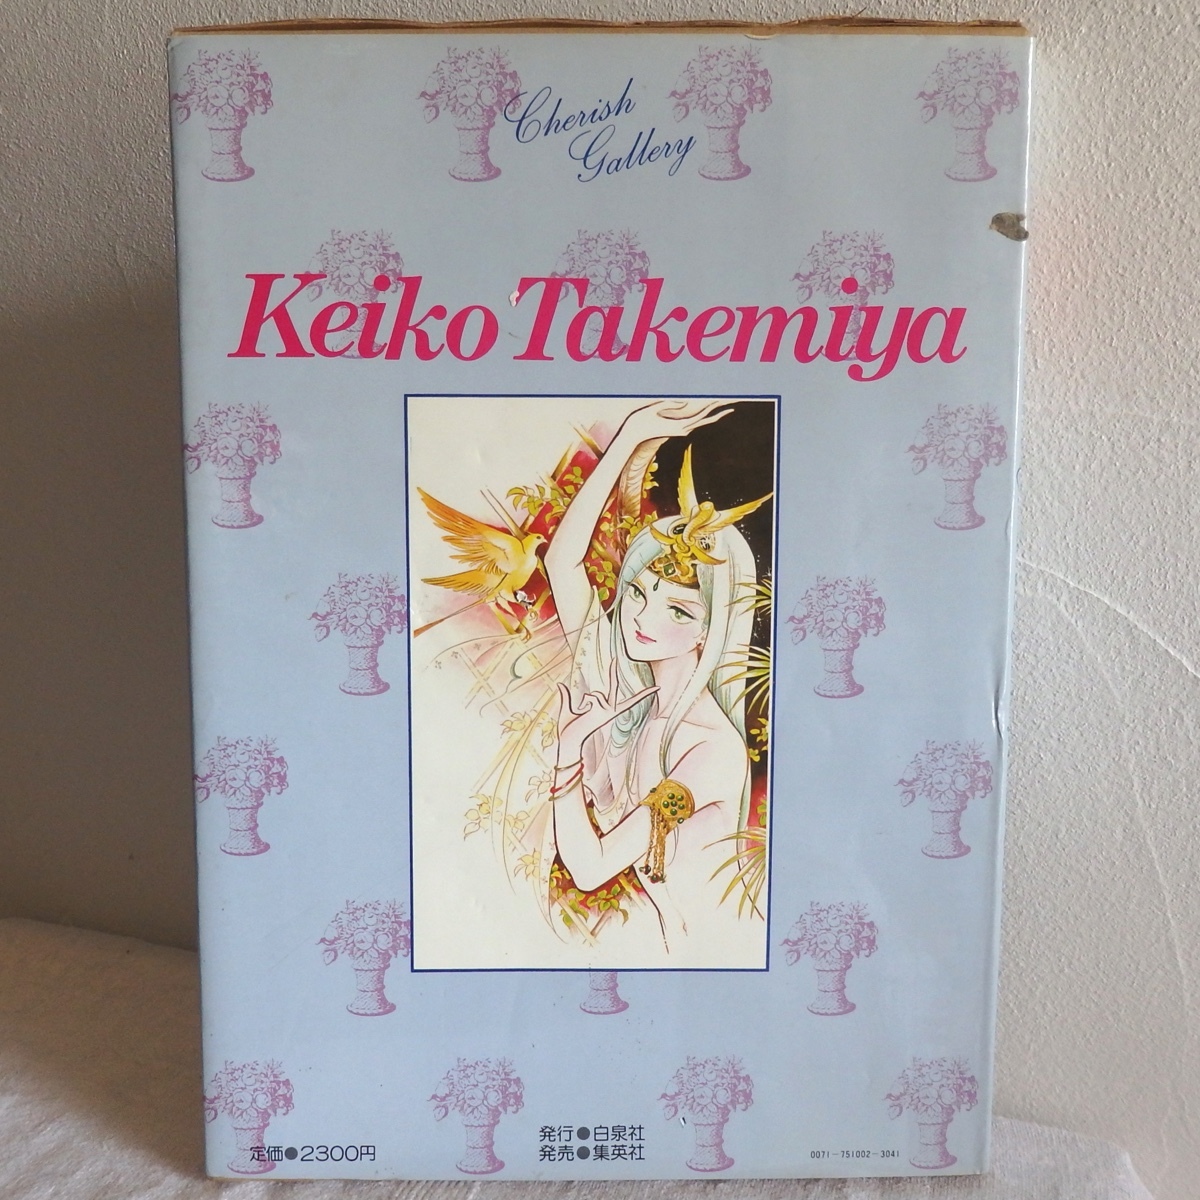 Cherish
Gallery
Keiko Takemiya
発行●白泉社
定価●2300円
発売●集英社
0071-751002-3041